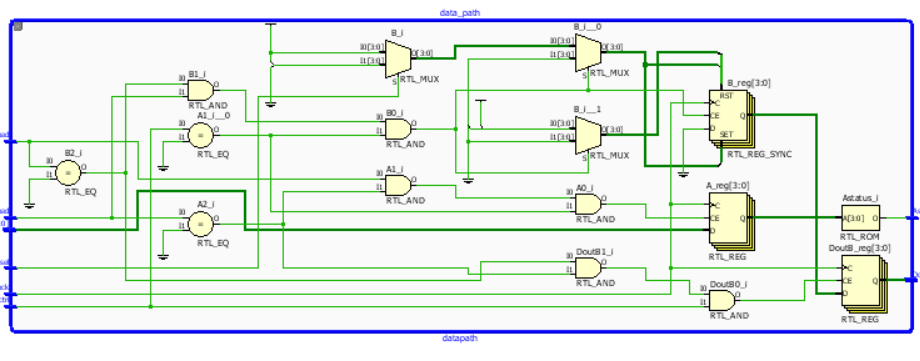 data_path
B_i
I0[3:0]
I1[3:0]
O[3:0]
S
RTL_MUX
B_i__0
I0[3:0]
I1[3:0]
O[3:0]
S
RTL_MUX
B1_i
I0
I1
O
RTL_AND
A1_i__0
I0
I1
O
=
RTL_EQ
B0_i
I0
I1
O
RTL_AND
B_i__1
I0[3:0]
I1[3:0]
O[3:0]
S
RTL_MUX
B_reg[3:0]
RST
C
CE
D
SET
Q
RTL_REG_SYNC
B2_i
I0
I1
O
=
RTL_EQ
A1_i
I0
I1
O
RTL_AND
A0_i
I0
I1
O
RTL_AND
A_reg[3:0]
C
CE
D
Q
RTL_REG
Astatus_i
A[3:0]
O
RTL_ROM
A2_i
I0
I1
O
=
RTL_EQ
DoutB1_i
I0
I1
O
RTL_AND
DoutB0_i
I0
I1
O
RTL_AND
DoutB_reg[3:0]
C
CE
D
Q
RTL_REG
datapath